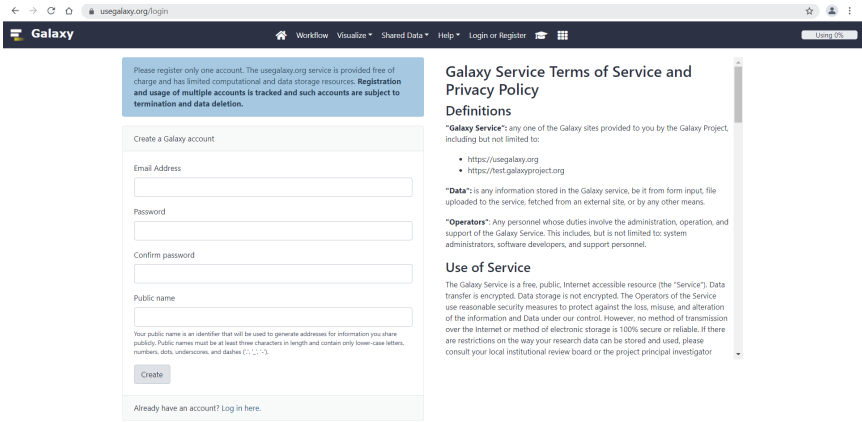 usegalaxy.org/login
Galaxy
Workflow Visualize Shared Data Help Login or Register
Using 0%
Please register only one account. The usegalaxy.org service is provided free of
charge and has limited computational and data storage resources. Registration
and usage of multiple accounts is tracked and such accounts are subject to
termination and data deletion.
Create a Galaxy account
Email Address
Password
Confirm password
Public name
Your public name is an identifier that will be used to generate addresses for information you share
publicly. Public names must be at least three characters in length and contain only lower-case letters,
numbers, dots, underscores, and dashes ('.', '_', '-').
Create
Already have an account? Log in here.
Galaxy Service Terms of Service and
Privacy Policy
Definitions
"Galaxy Service": any one of the Galaxy sites provided to you by the Galaxy Project,
including but not limited to:
• https://usegalaxy.org
• https://test.galaxyproject.org
"Data": is any information stored in the Galaxy service, be it from form input, file
uploaded to the service, fetched from an external site, or by any other means.
"Operators": Any personnel whose duties involve the administration, operation, and
support of the Galaxy Service. This includes, but is not limited to: system
administrators, software developers, and support personnel.
Use of Service
The Galaxy Service is a free, public, Internet accessible resource (the "Service"). Data
transfer is encrypted. Data storage is not encrypted. The Operators of the Service
use reasonable security measures to protect against the loss, misuse, and alteration
of the information and Data under our control. However, no method of transmission
over the Internet or method of electronic storage is 100% secure or reliable. If there
are restrictions on the way your research data can be stored and used, please
consult your local institutional review board or the project principal investigator